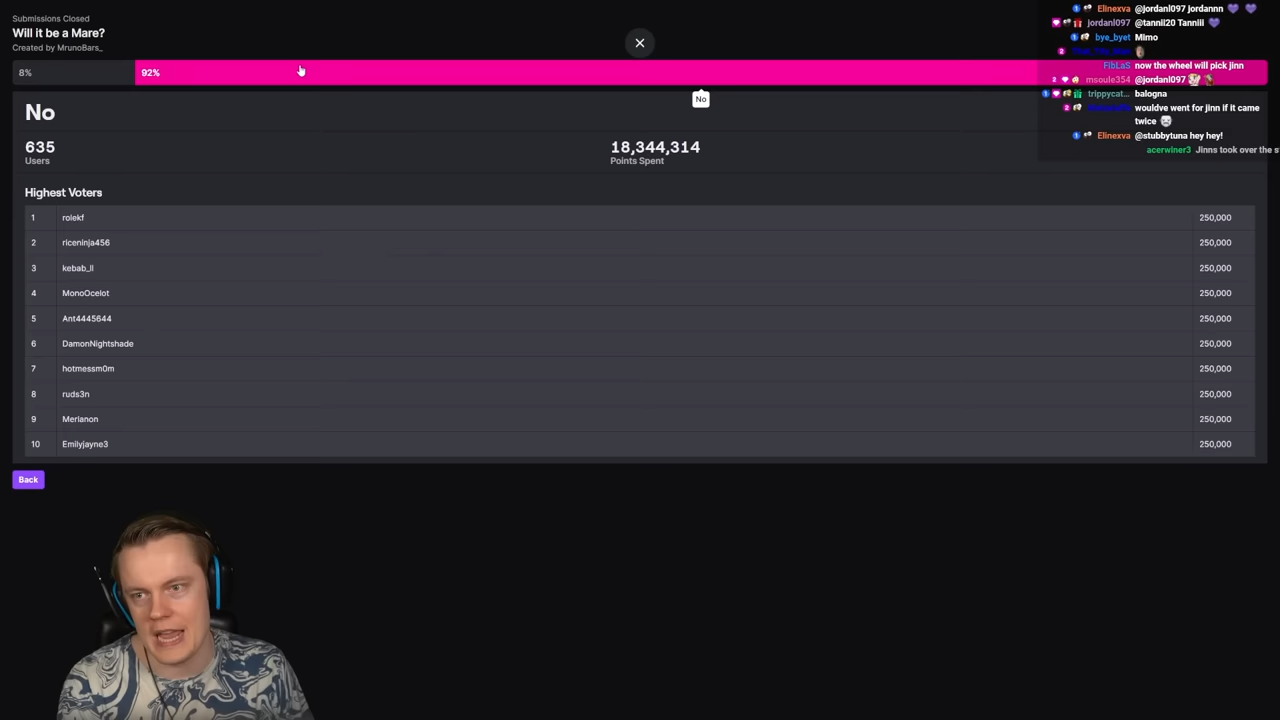 Submissions Closed
Will it be a Mare?
Created by MrunoBars_
8%
92%
No
No
635
Users
18,344,314
Points Spent
Highest Voters
1 rolekf 250,000
2 riceninja456 250,000
3 kebab_ll 250,000
4 MonoOcelot 250,000
5 Ant4445644 250,000
6 DamonNightshade 250,000
7 hotmessm0m 250,000
8 ruds3n 250,000
9 Merlanon 250,000
10 Emilyjayne3 250,000
Back
Elinexva @jordanl097 jordannn
jordanl097 @tannii20 Tanniii
bye_byet Mimo
FlbLaS now the wheel will pick jinn
msoule354 @jordanl097
trippycat... balogna
wouldve went for jinn if it came
twice
Elinexva @stubbytuna hey hey!
acerwiner3 Jinns took over the s